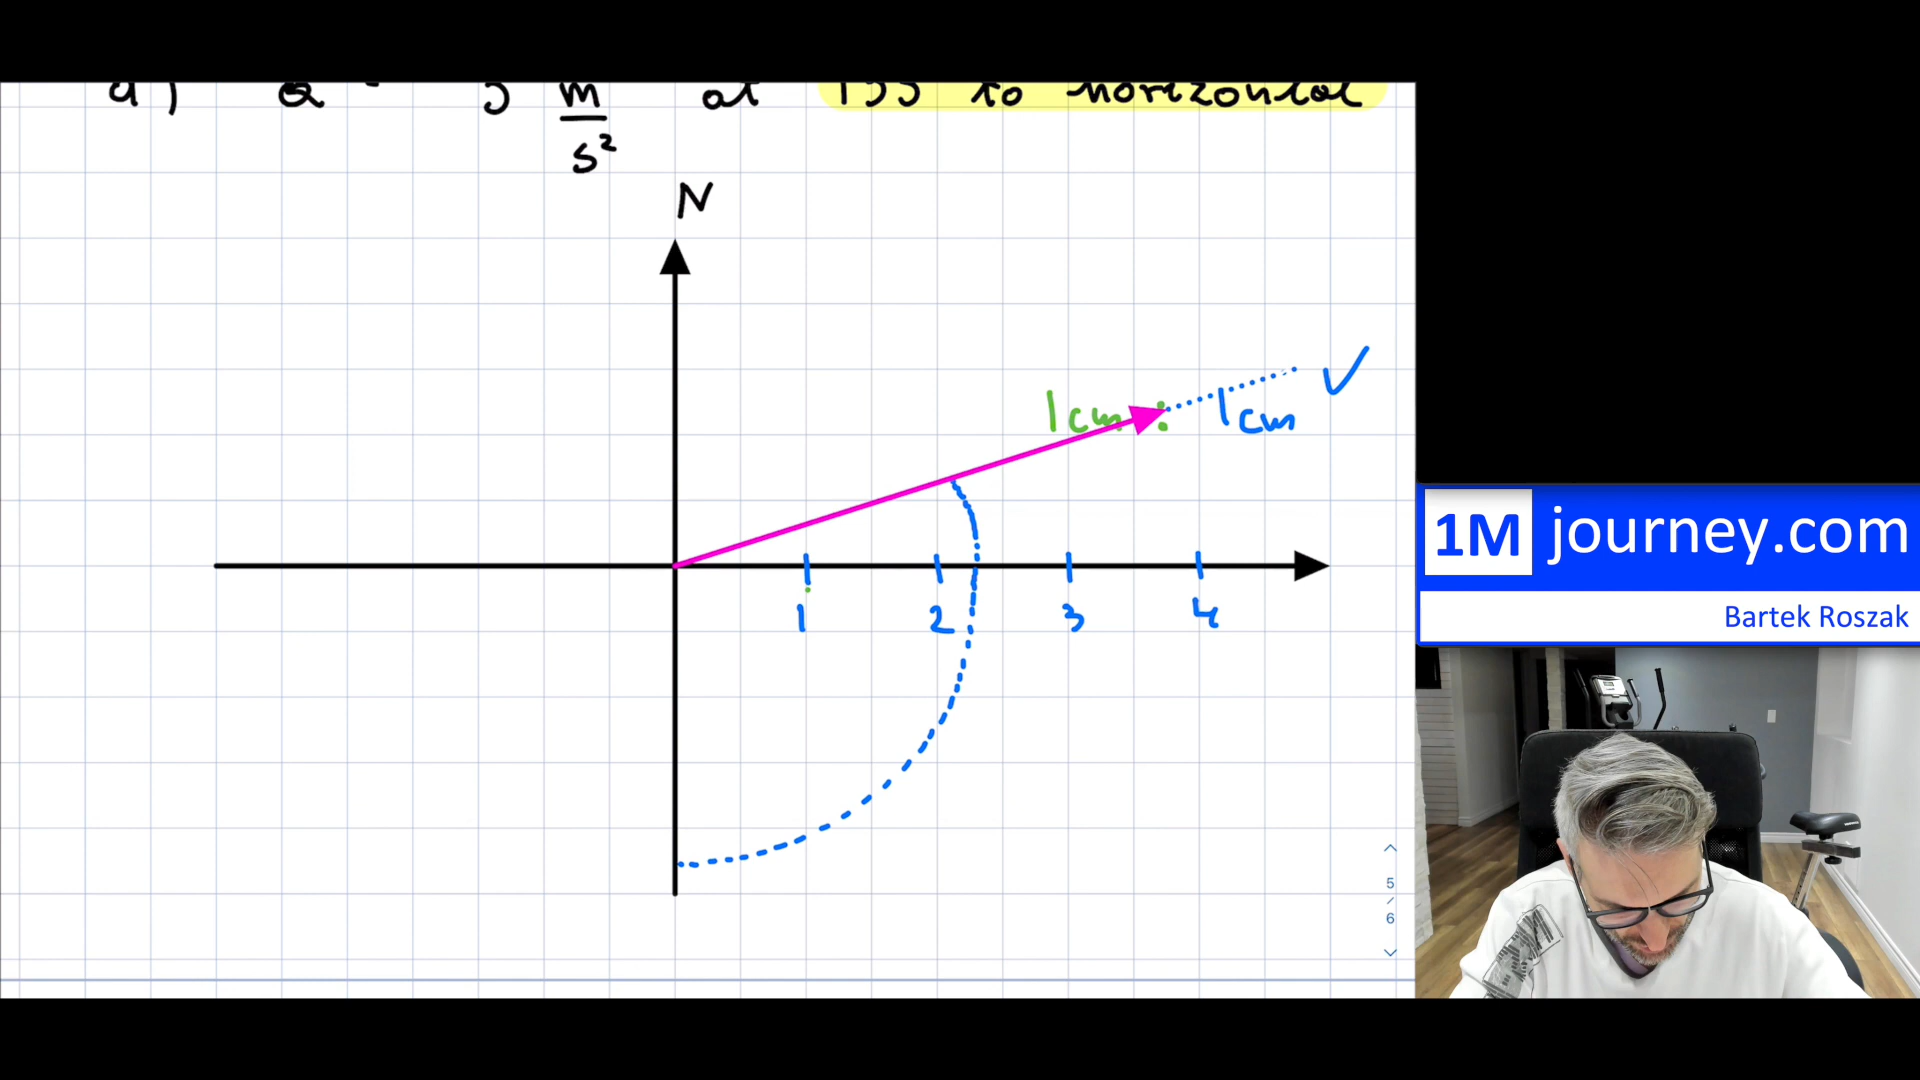 a) a 5 m at 155 to horizontal
s²
N
1cm : 1cm
1 2 3 4
1M journey.com
Bartek Roszak
5
/
6